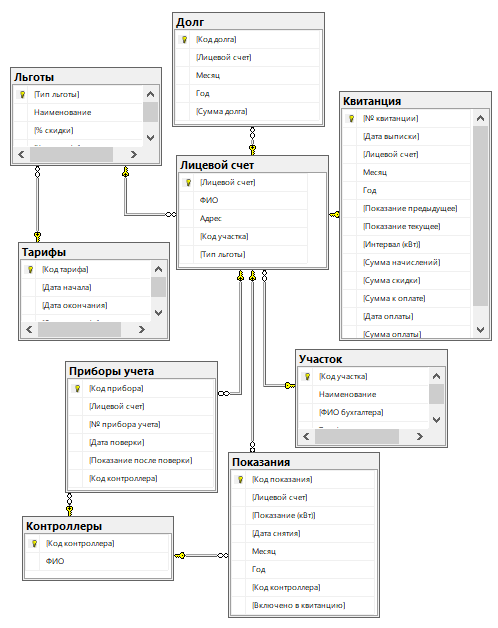 Долг
[Код долга]
[Лицевой счет]
Месяц
Год
[Сумма долга]
Льготы
[Тип льготы]
Наименование
[% скидки]
Квитанция
[№ квитанции]
[Дата выписки]
[Лицевой счет]
Месяц
Год
[Показание предыдущее]
[Показание текущее]
[Интервал (кВт)]
[Сумма начислений]
[Сумма скидки]
[Сумма к оплате]
[Дата оплаты]
[Сумма оплаты]
Лицевой счет
[Лицевой счет]
ФИО
Адрес
[Код участка]
[Тип льготы]
Тарифы
[Код тарифа]
[Дата начала]
[Дата окончания]
Участок
[Код участка]
Наименование
[ФИО бухгалтера]
Приборы учета
[Код прибора]
[Лицевой счет]
[№ прибора учета]
[Дата поверки]
[Показание после поверки]
[Код контроллера]
Показания
[Код показания]
[Лицевой счет]
[Показание (кВт)]
[Дата снятия]
Месяц
Год
[Код контроллера]
[Включено в квитанцию]
Контроллеры
[Код контроллера]
ФИО